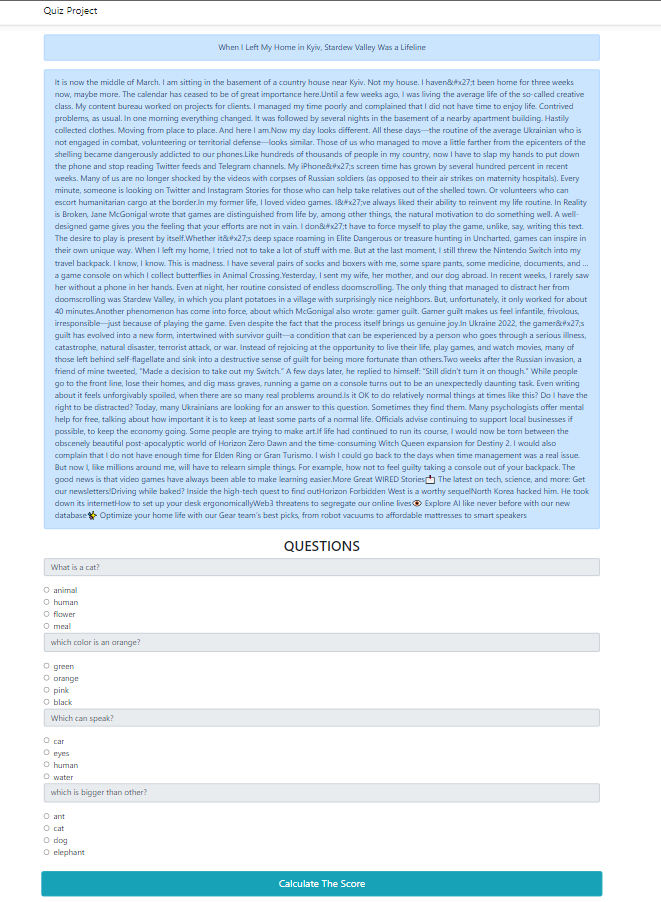 Quiz Project
When I Left My Home in Kyiv, Stardew Valley Was a Lifeline
It is now the middle of March. I am sitting in the basement of a country house near Kyiv. Not my house. I haven&#x27;t been home for three weeks
now, maybe more. The calendar has ceased to be of great importance here.Until a few weeks ago, I was living the average life of the so-called creative
class. My content bureau worked on projects for clients. I managed my time poorly and complained that I did not have time to enjoy life. Contrived
problems, as usual. In one morning everything changed. It was followed by several nights in the basement of a nearby apartment building. Hastily
collected clothes. Moving from place to place. And here I am.Now my day looks different. All these days—the routine of the average Ukrainian who is
not engaged in combat, volunteering or territorial defense—looks similar. Those of us who managed to move a little farther from the epicenters of the
shelling became dangerously addicted to our phones.Like hundreds of thousands of people in my country, now I have to slap my hands to put down
the phone and stop reading Twitter feeds and Telegram channels. My iPhone&#x27;s screen time has grown by several hundred percent in recent
weeks. Many of us are no longer shocked by the videos with corpses of Russian soldiers (as opposed to their air strikes on maternity hospitals). Every
minute, someone is looking on Twitter and Instagram Stories for those who can help take relatives out of the shelled town. Or volunteers who can
escort humanitarian cargo at the border.In my former life, I loved video games. I&#x27;ve always liked their ability to reinvent my life routine. In Reality
is Broken, Jane McGonigal wrote that games are distinguished from life by, among other things, the natural motivation to do something well. A well-
designed game gives you the feeling that your efforts are not in vain. I don&#x27;t have to force myself to play the game, unlike, say, writing this text.
The desire to play is present by itself.Whether it&#x27;s deep space roaming in Elite Dangerous or treasure hunting in Uncharted, games can inspire in
their own unique way. When I left my home, I tried not to take a lot of stuff with me. But at the last moment, I still threw the Nintendo Switch into my
travel backpack. I know, I know. This is madness. I have several pairs of socks and boxers with me, some spare pants, some medicine, documents, and ...
a game console on which I collect butterflies in Animal Crossing.Yesterday, I sent my wife, her mother, and our dog abroad. In recent weeks, I rarely saw
her without a phone in her hands. Even at night, her routine consisted of endless doomscrolling. The only thing that managed to distract her from
doomscrolling was Stardew Valley, in which you plant potatoes in a village with surprisingly nice neighbors. But, unfortunately, it only worked for about
40 minutes.Another phenomenon has come into force, about which McGonigal also wrote: gamer guilt. Gamer guilt makes us feel infantile, frivolous,
irresponsible—just because of playing the game. Even despite the fact that the process itself brings us genuine joy.In Ukraine 2022, the gamer&#x27;s
guilt has evolved into a new form, intertwined with survivor guilt—a condition that can be experienced by a person who goes through a serious illness,
catastrophe, natural disaster, terrorist attack, or war. Instead of rejoicing at the opportunity to live their life, play games, and watch movies, many of
those left behind self-flagellate and sink into a destructive sense of guilt for being more fortunate than others.Two weeks after the Russian invasion, a
friend of mine tweeted, "Made a decision to take out my Switch." A few days later, he replied to himself: "Still didn't turn it on though." While people
go to the front line, lose their homes, and dig mass graves, running a game on a console turns out to be an unexpectedly daunting task. Even writing
about it feels unforgivably spoiled, when there are so many real problems around.Is it OK to do relatively normal things at times like this? Do I have the
right to be distracted? Today, many Ukrainians are looking for an answer to this question. Sometimes they find them. Many psychologists offer mental
help for free, talking about how important it is to keep at least some parts of a normal life. Officials advise continuing to support local businesses if
possible, to keep the economy going. Some people are trying to make art.If life had continued to run its course, I would now be torn between the
obscenely beautiful post-apocalyptic world of Horizon Zero Dawn and the time-consuming Witch Queen expansion for Destiny 2. I would also
complain that I do not have enough time for Elden Ring or Gran Turismo. I wish I could go back to the days when time management was a real issue.
But now I, like millions around me, will have to relearn simple things. For example, how not to feel guilty taking a console out of your backpack. The
good news is that video games have always been able to make learning easier.More Great WIRED Stories📩 The latest on tech, science, and more: Get
our newsletters!Driving while baked? Inside the high-tech quest to find outHorizon Forbidden West is a worthy sequelNorth Korea hacked him. He took
down its internetHow to set up your desk ergonomicallyWeb3 threatens to segregate our online lives👁️ Explore AI like never before with our new
database✨ Optimize your home life with our Gear team's best picks, from robot vacuums to affordable mattresses to smart speakers
QUESTIONS
What is a cat?
animal
human
flower
meal
which color is an orange?
green
orange
pink
black
Which can speak?
car
eyes
human
water
which is bigger than other?
ant
cat
dog
elephant
Calculate The Score